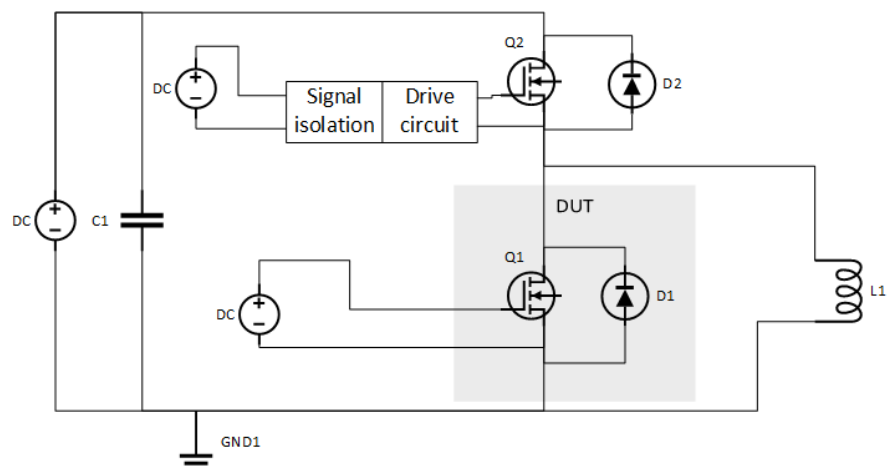 Q2
DC
+
−
Signal
isolation
Drive
circuit
D2
DUT
DC
+
−
C1
Q1
DC
+
−
D1
L1
GND1